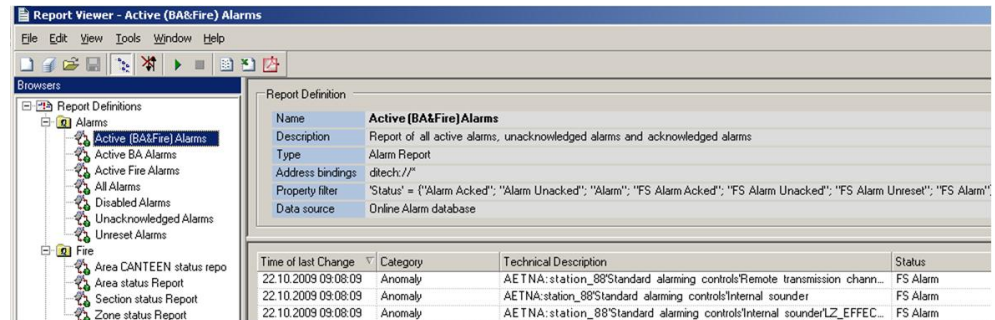 Report Viewer - Active (BA&Fire) Alarms
File Edit View Tools Window Help
Browsers
Report Definitions
Alarms
Active (BA&Fire) Alarms
Active BA Alarms
Active Fire Alarms
All Alarms
Disabled Alarms
Unacknowledged Alarms
Unreset Alarms
Fire
Area CANTEEN status repo
Area status Report
Section status Report
Zone status Report
Report Definition
Name Active (BA&Fire) Alarms
Description Report of all active alarms, unacknowledged alarms and acknowledged alarms
Type Alarm Report
Address bindings ditech://*
Property filter 'Status' = {"Alarm Acked"; "Alarm Unacked"; "Alarm"; "FS Alarm Acked"; "FS Alarm Unacked"; "FS Alarm Unreset"; "FS Alarm"}
Data source Online Alarm database
Time of last Change Category Technical Description Status
22.10.2009 09:08:09 Anomaly AETNA:station_88'Standard alarming controls'Remote transmission chann... FS Alarm
22.10.2009 09:08:09 Anomaly AETNA:station_88'Standard alarming controls'Internal sounder FS Alarm
22.10.2009 09:08:09 Anomaly AETNA:station_88'Standard alarming controls'Internal sounder'LZ_EFFEC... FS Alarm